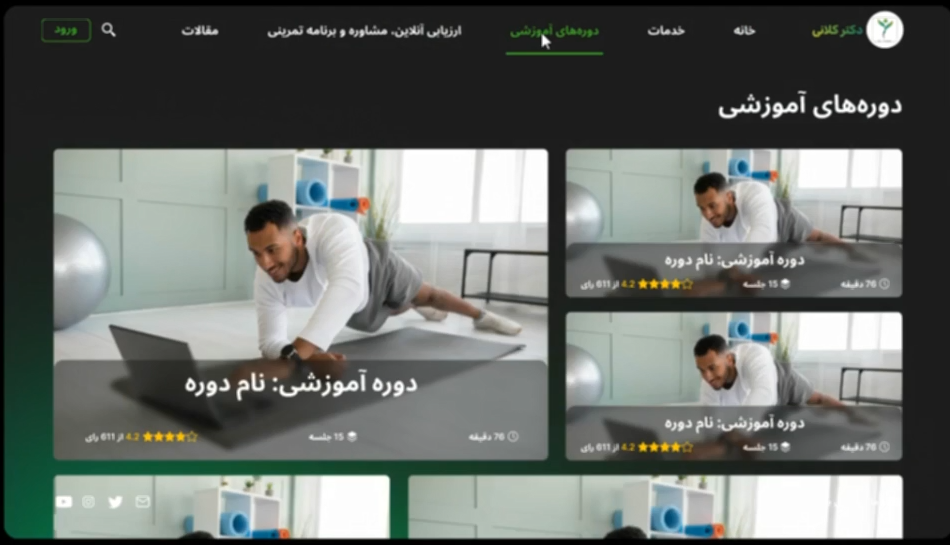 دکتر کلانی
خانه
خدمات
دوره‌های آموزشی
ارزیابی آنلاین، مشاوره و برنامه تمرینی
مقالات
ورود
دوره‌های آموزشی
دوره آموزشی: نام دوره
76 دقیقه
15 جلسه
4.2 از 611 رای
دوره آموزشی: نام دوره
76 دقیقه
15 جلسه
4.2 از 611 رای
دوره آموزشی: نام دوره
76 دقیقه
15 جلسه
4.2 از 611 رای